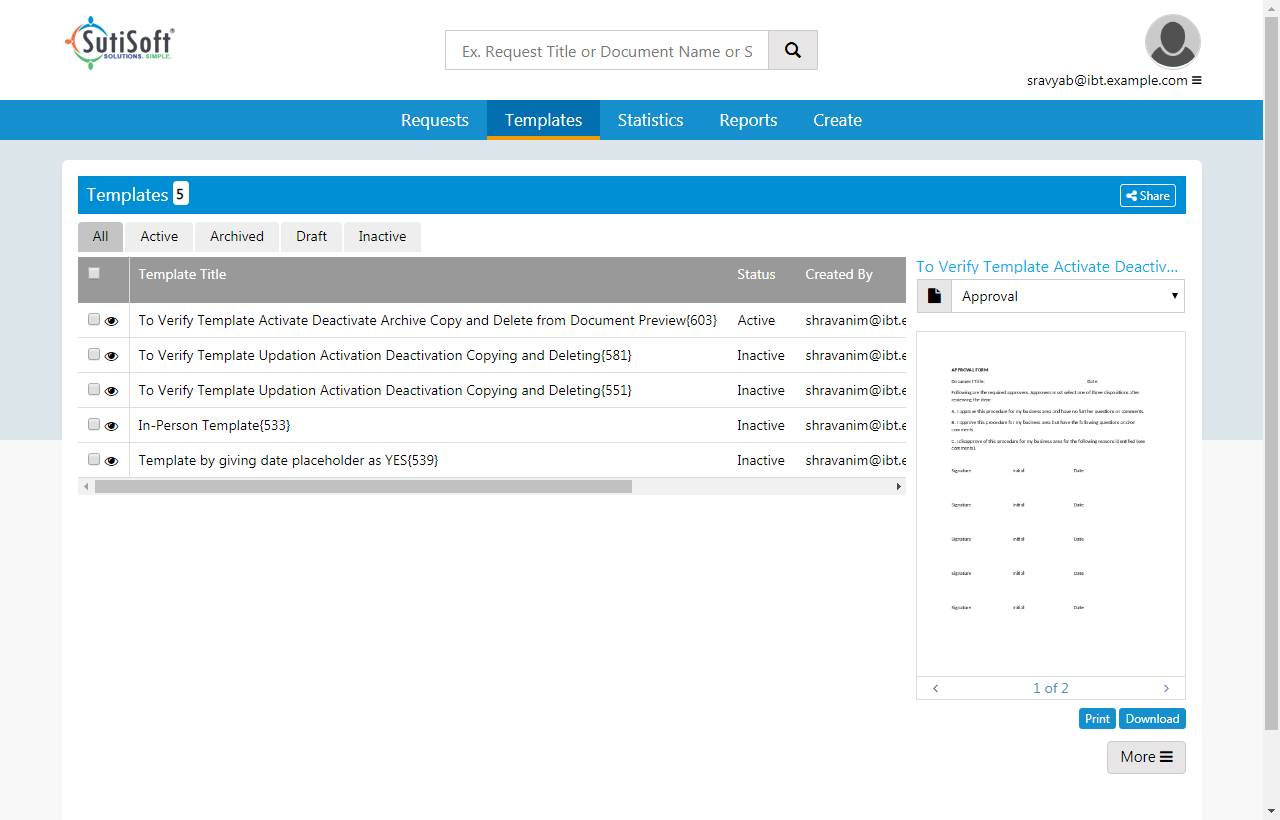 SutiSoft®
SOLUTIONS. SIMPLE.
Ex. Request Title or Document Name or S
sravyab@ibt.example.com
Requests
Templates
Statistics
Reports
Create
Templates 5
Share
All
Active
Archived
Draft
Inactive
Template Title Status Created By
To Verify Template Activate Deactivate Archive Copy and Delete from Document Preview{603} Active shravanim@ibt.e
To Verify Template Updation Activation Deactivation Copying and Deleting{581} Inactive shravanim@ibt.e
To Verify Template Updation Activation Deactivation Copying and Deleting{551} Inactive shravanim@ibt.e
In-Person Template{533} Inactive shravanim@ibt.e
Template by giving date placeholder as YES{539} Inactive shravanim@ibt.e
To Verify Template Activate Deactiv...
Approval
APPROVAL FORM
Document Title: Date:
Following are the required approvers. Approvers must select one of three dispositions after
reviewing the item:
A. I approve this procedure for my business area and have no further questions or comments.
B. I approve this procedure for my business area but have the following questions and/or
comments.
C. I disapprove of this procedure for my business area for the following reasons identified (see
comments).
Signature Initial Date
Signature Initial Date
Signature Initial Date
Signature Initial Date
Signature Initial Date
1 of 2
Print
Download
More